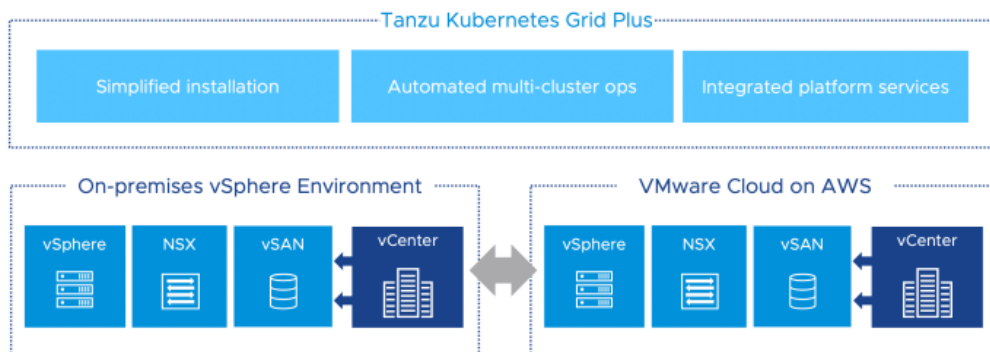 Tanzu Kubernetes Grid Plus
Simplified installation
Automated multi-cluster ops
Integrated platform services
On-premises vSphere Environment
vSphere
NSX
vSAN
vCenter
VMware Cloud on AWS
vSphere
NSX
vSAN
vCenter